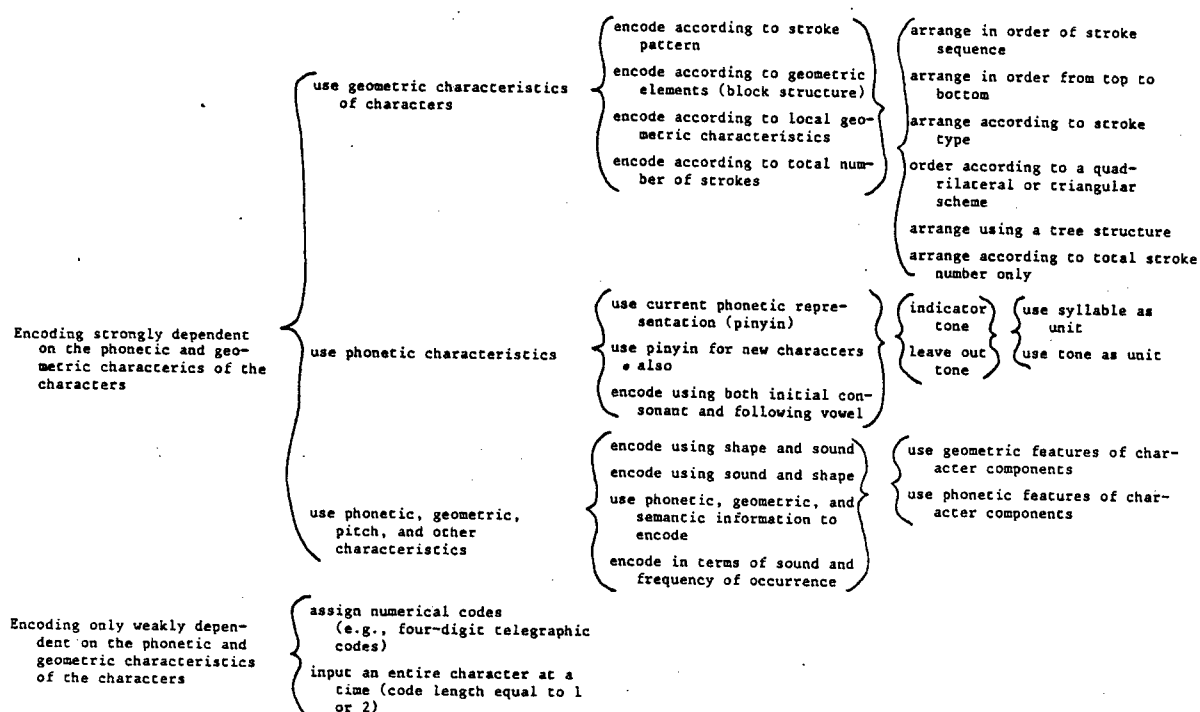 Encoding strongly dependent
on the phonetic and geo-
metric characterics of the
characters
use geometric characteristics
of characters
encode according to stroke
pattern
encode according to geometric
elements (block structure)
encode according to local geo-
metric characteristics
encode according to total num-
ber of strokes
arrange in order of stroke
sequence
arrange in order from top to
bottom
arrange according to stroke
type
order according to a quad-
rilateral or triangular
scheme
arrange using a tree structure
arrange according to total stroke
number only
use phonetic characteristics
use current phonetic repre-
sentation (pinyin)
use pinyin for new characters
also
encode using both initial con-
sonant and following vowel
indicator
tone
leave out
tone
use syllable as
unit
use tone as unit
use phonetic, geometric,
pitch, and other
characteristics
encode using shape and sound
encode using sound and shape
use phonetic, geometric, and
semantic information to
encode
encode in terms of sound and
frequency of occurrence
use geometric features of char-
acter components
use phonetic features of char-
acter components
Encoding only weakly depen-
dent on the phonetic and
geometric characteristics
of the characters
assign numerical codes
(e.g., four-digit telegraphic
codes)
input an entire character at a
time (code length equal to 1
or 2)